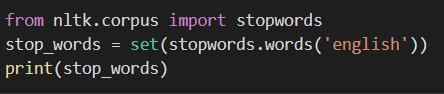 from nltk.corpus import stopwords
stop_words = set(stopwords.words('english'))
print(stop_words)